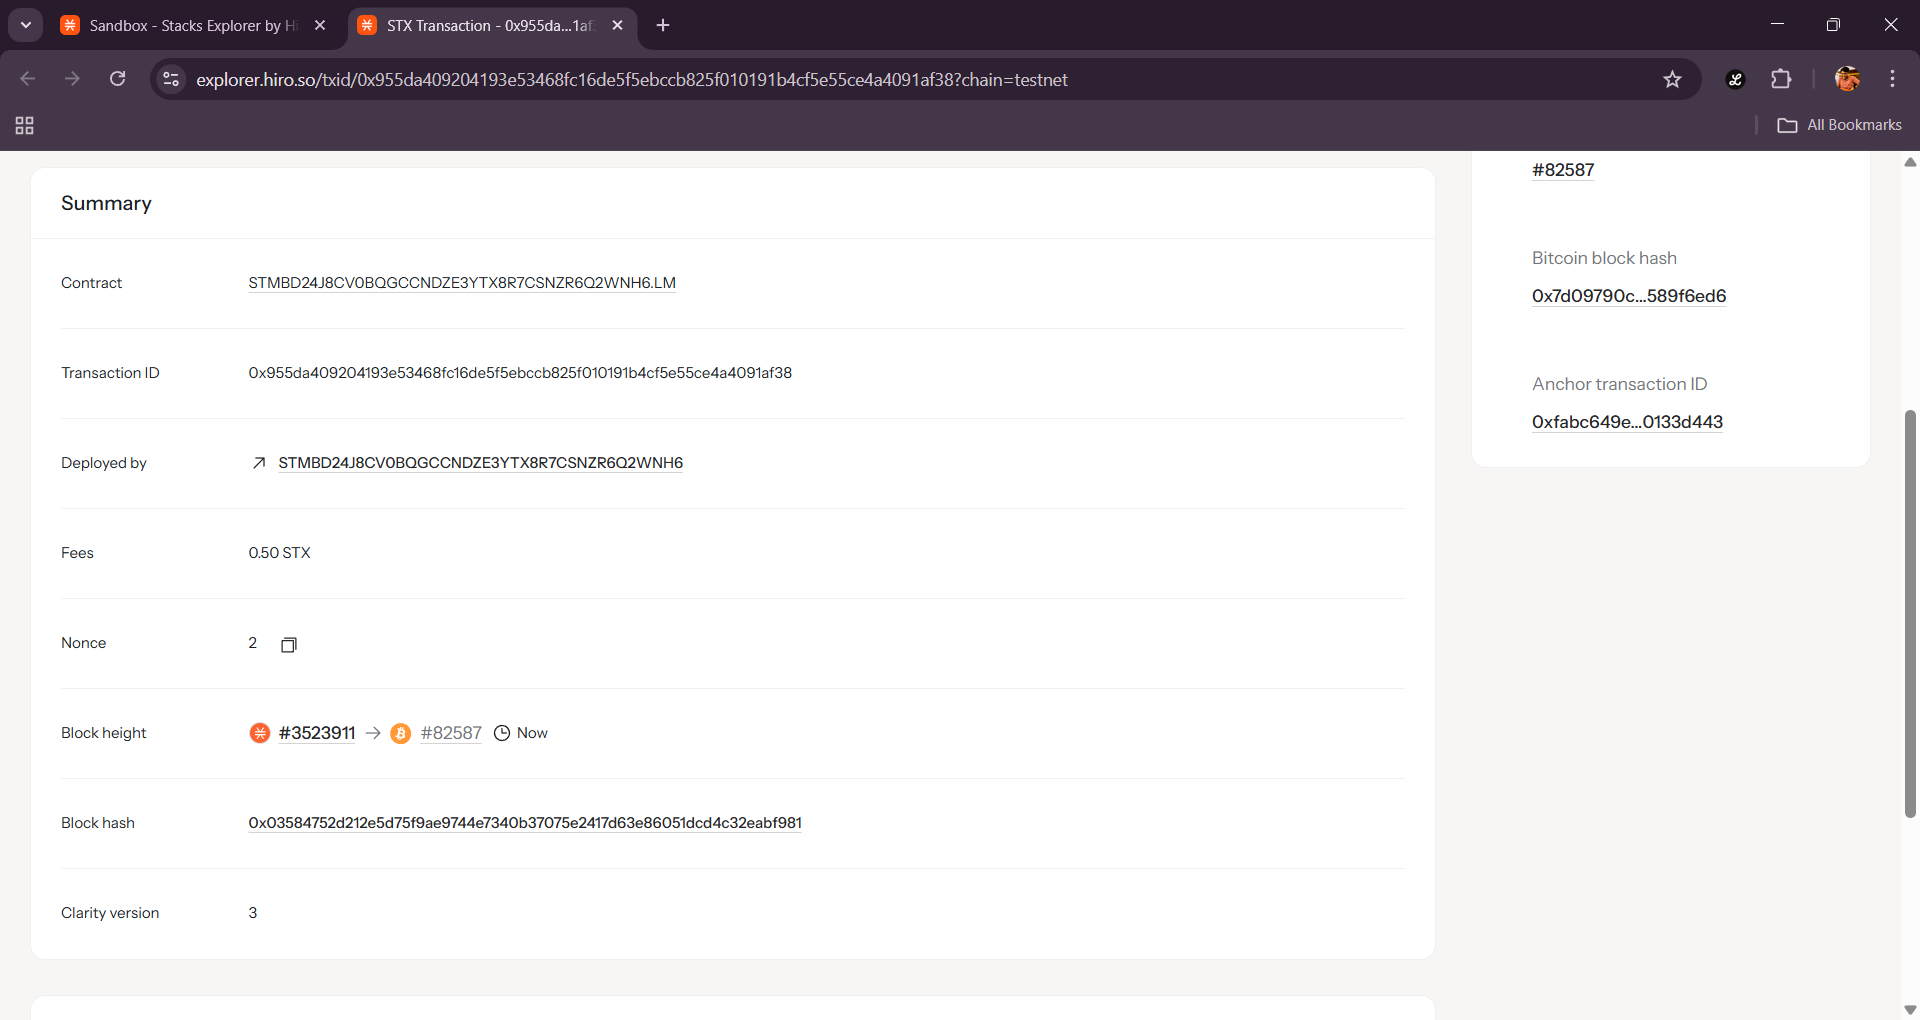 Sandbox - Stacks Explorer by Hi
STX Transaction - 0x955da...1af
explorer.hiro.so/txid/0x955da409204193e53468fc16de5f5ebccb825f010191b4cf5e55ce4a4091af38?chain=testnet
All Bookmarks
Summary
Contract
STMBD24J8CV0BQGCCNDZE3YTX8R7CSNZR6Q2WNH6.LM
Transaction ID
0x955da409204193e53468fc16de5f5ebccb825f010191b4cf5e55ce4a4091af38
Deployed by
STMBD24J8CV0BQGCCNDZE3YTX8R7CSNZR6Q2WNH6
Fees
0.50 STX
Nonce
2
Block height
#3523911 → #82587 Now
Block hash
0x03584752d212e5d75f9ae9744e7340b37075e2417d63e86051dcd4c32eabf981
Clarity version
3
#82587
Bitcoin block hash
0x7d09790c...589f6ed6
Anchor transaction ID
0xfabc649e...0133d443